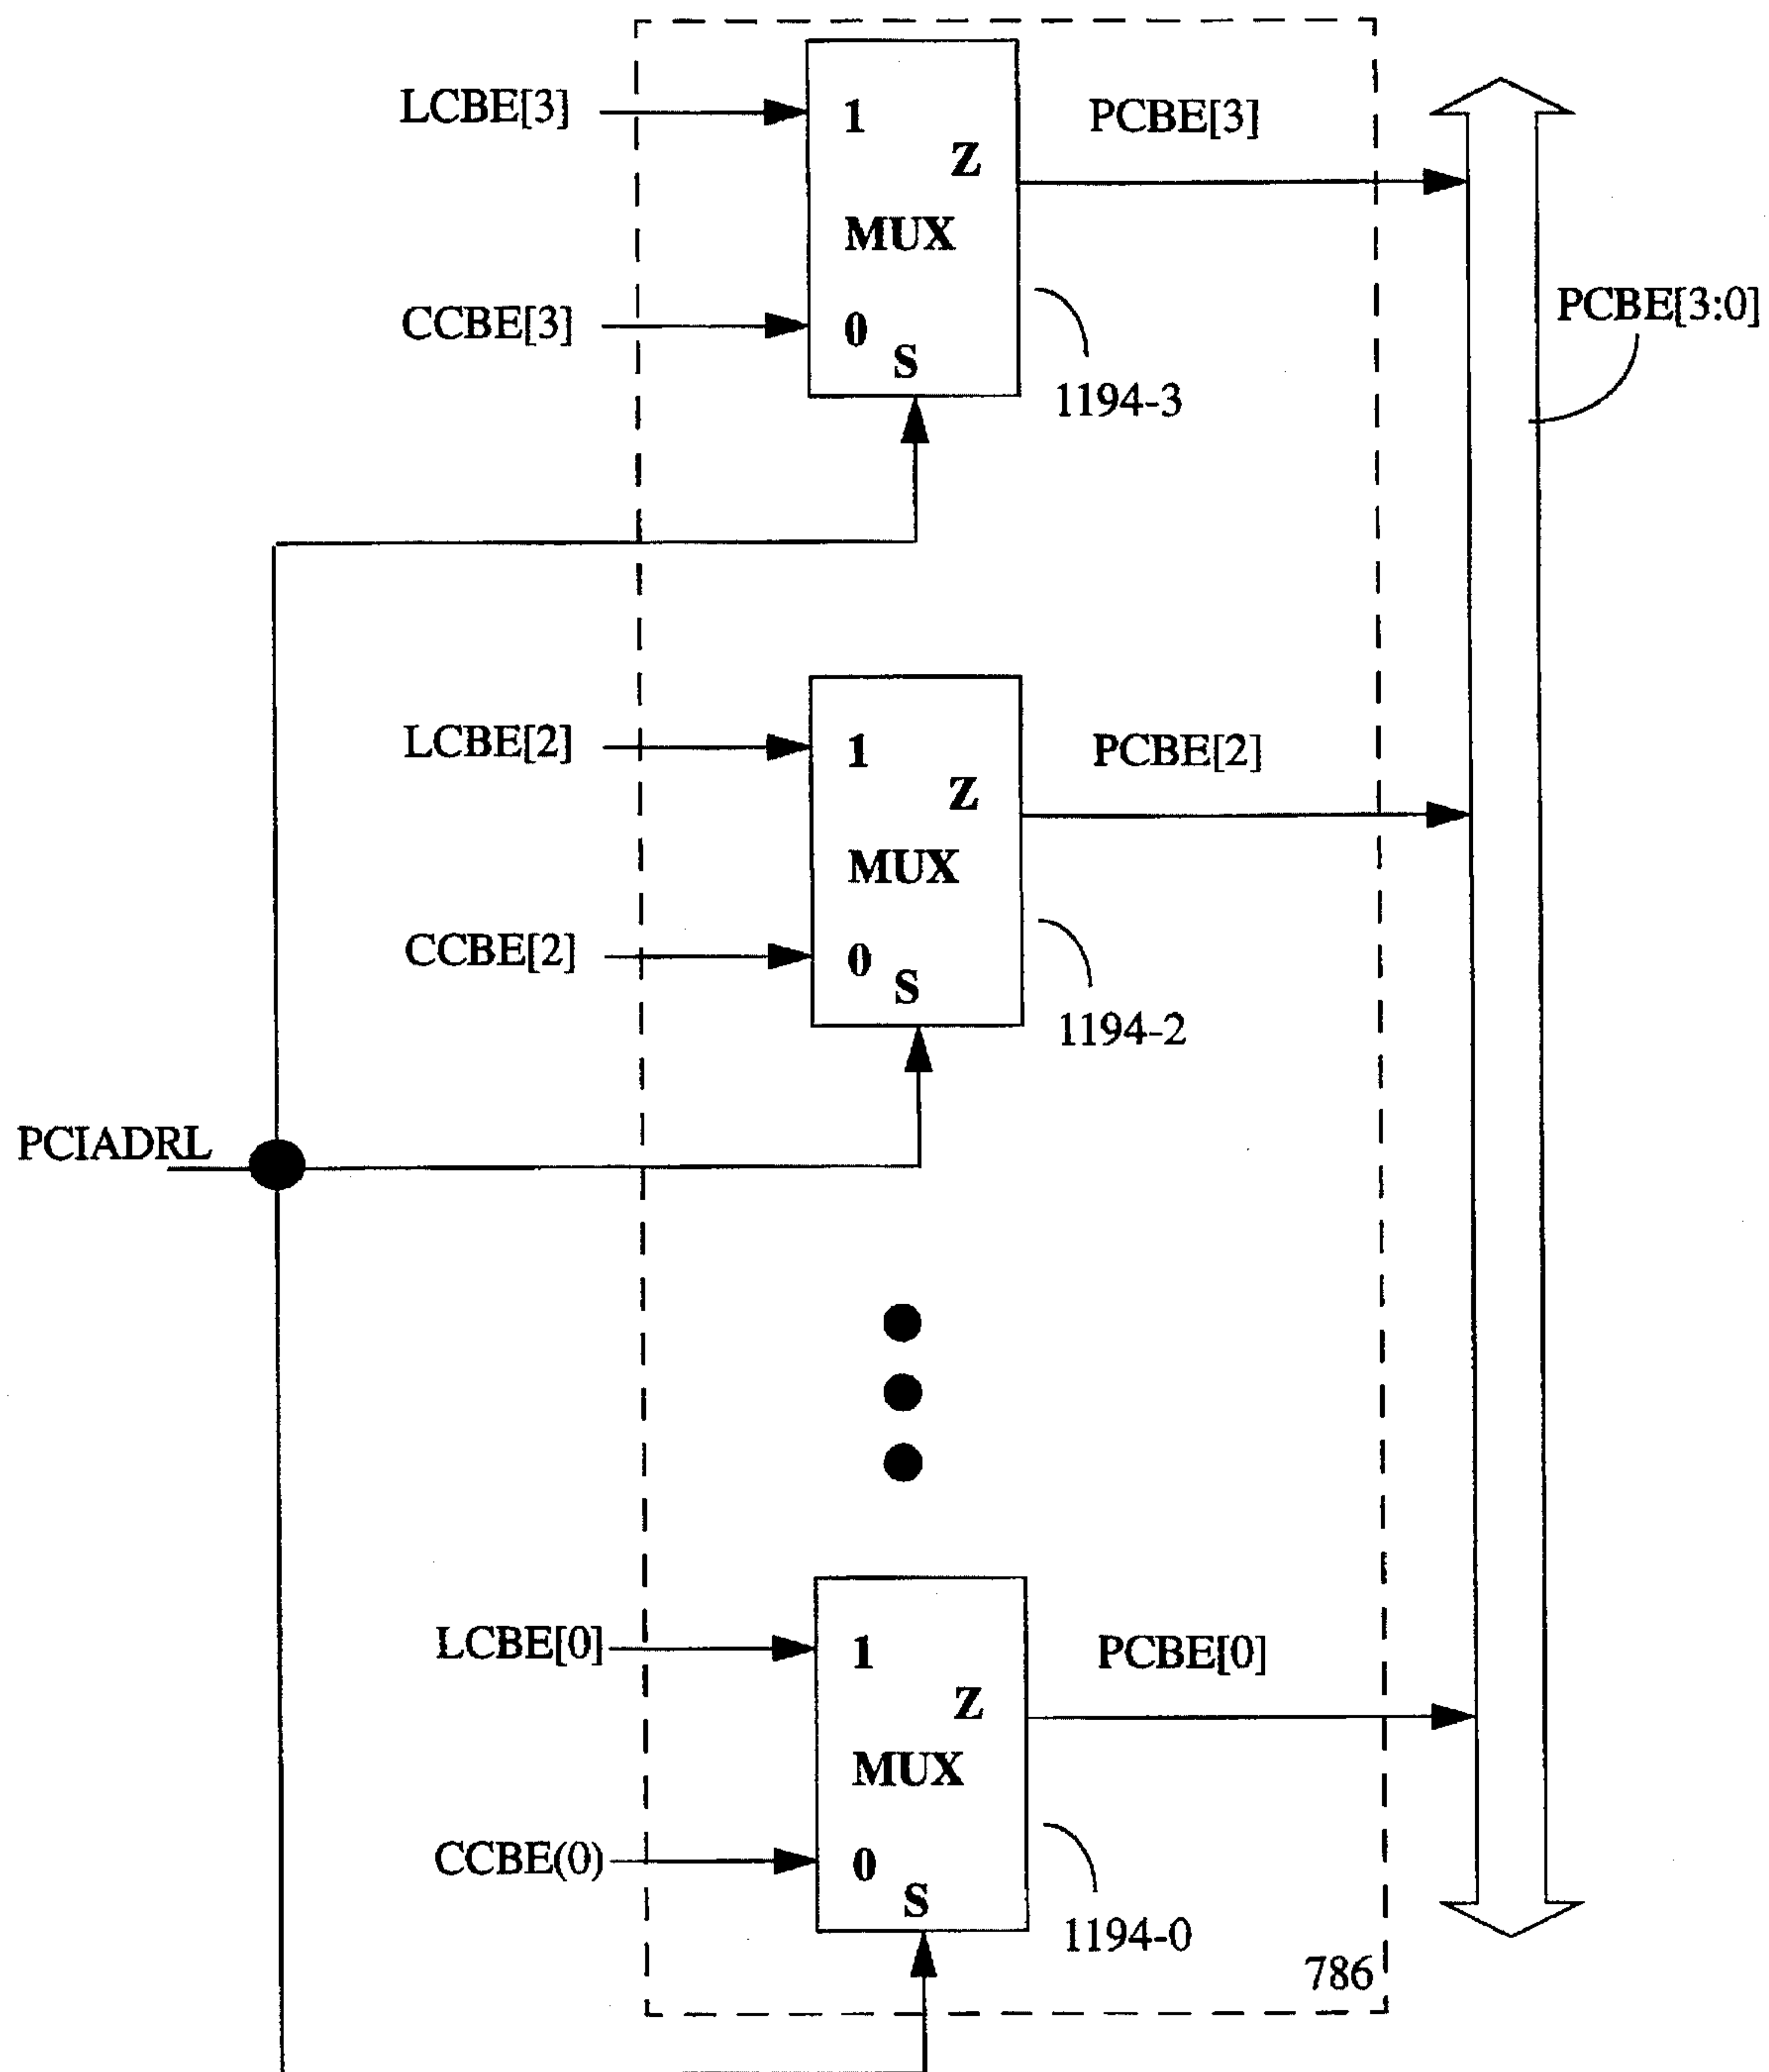 LCBE[3]
1
PCBE[3]
Z
MUX
CCBE[3]
0
S
1194-3
PCBE[3:0]
LCBE[2]
1
PCBE[2]
Z
MUX
CCBE[2]
0
S
1194-2
PCIADRL
LCBE[0]
1
PCBE[0]
Z
MUX
CCBE(0)
0
S
1194-0
786